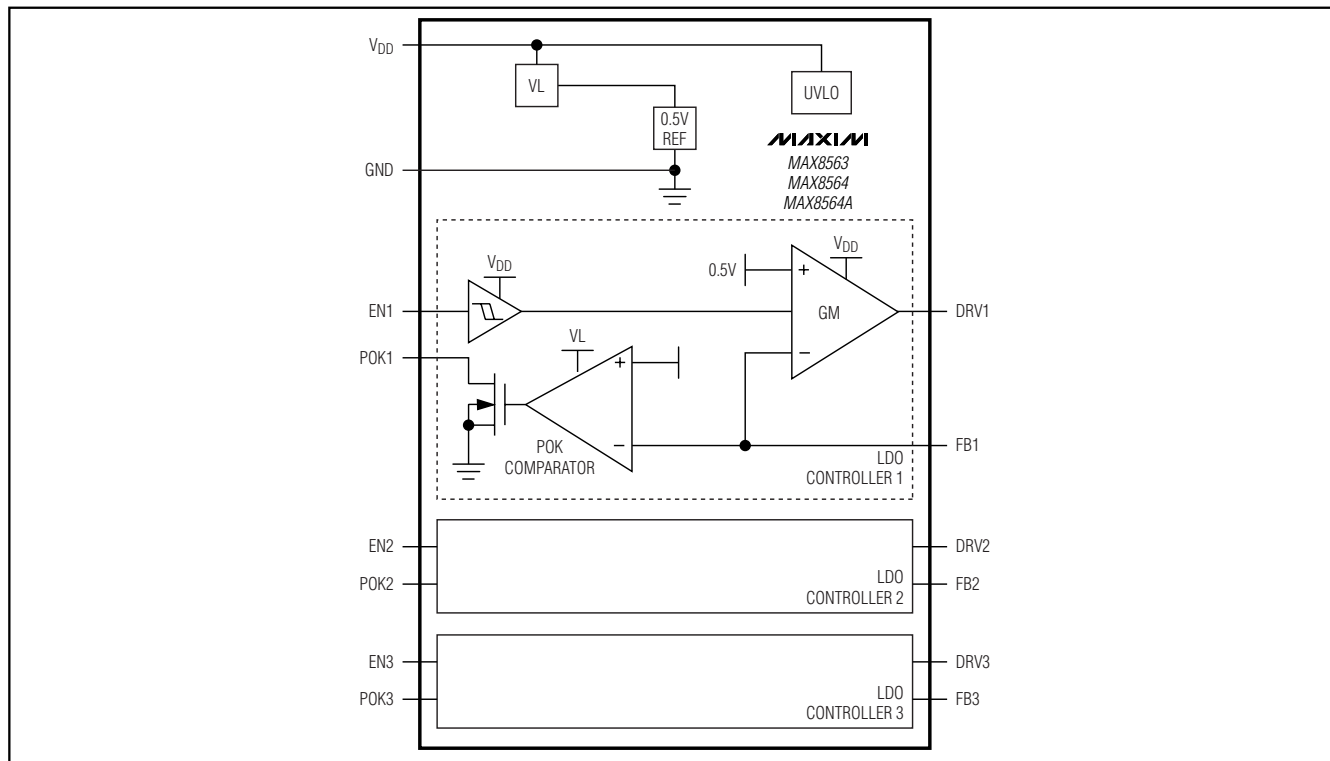 VDD
VL
UVLO
0.5V
REF
MAXIM
GND
MAX8563
MAX8564
MAX8564A
VDD
0.5V
+
VDD
EN1
GM
DRV1
POK1
VL
+
−
POK
COMPARATOR
−
FB1
LDO
CONTROLLER 1
EN2
DRV2
POK2
LDO
CONTROLLER 2
FB2
EN3
DRV3
POK3
LDO
CONTROLLER 3
FB3